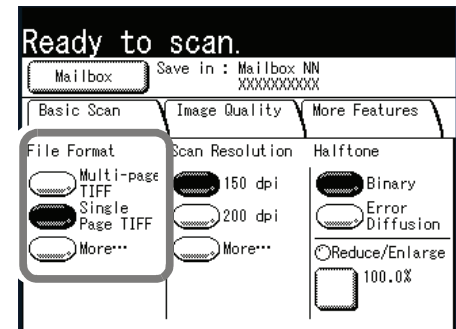 Ready to scan.
Mailbox
Save in : Mailbox NN
XXXXXXXXXX
Basic Scan
Image Quality
More Features
File Format
Multi-page
TIFF
Single
Page TIFF
More···
Scan Resolution
150 dpi
200 dpi
More···
Halftone
Binary
Error
Diffusion
Reduce/Enlarge
100.0%